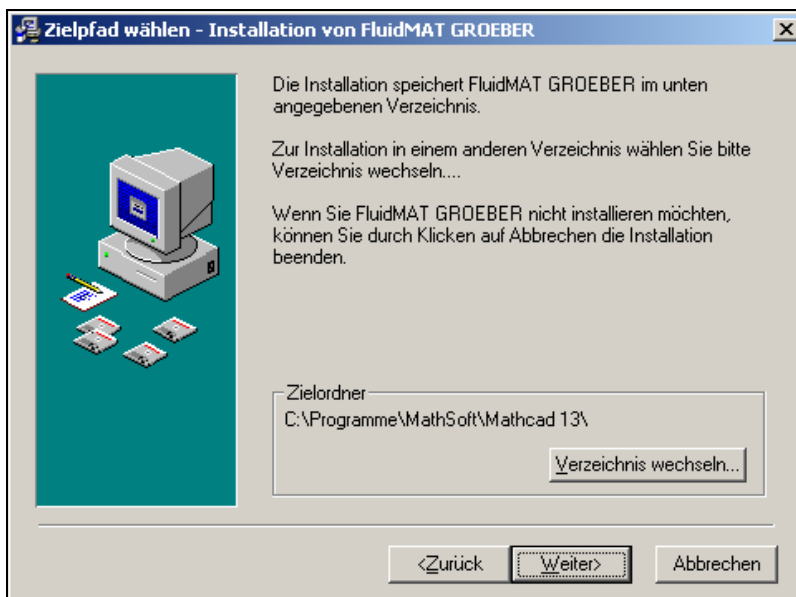 Zielpfad wählen - Installation von FluidMAT GROEBER
Die Installation speichert FluidMAT GROEBER im unten
angegebenen Verzeichnis.
Zur Installation in einem anderen Verzeichnis wählen Sie bitte
Verzeichnis wechseln....
Wenn Sie FluidMAT GROEBER nicht installieren möchten,
können Sie durch Klicken auf Abbrechen die Installation
beenden.
Zielordner
C:\Programme\MathSoft\Mathcad 13\
Verzeichnis wechseln...
<Zurück Weiter> Abbrechen